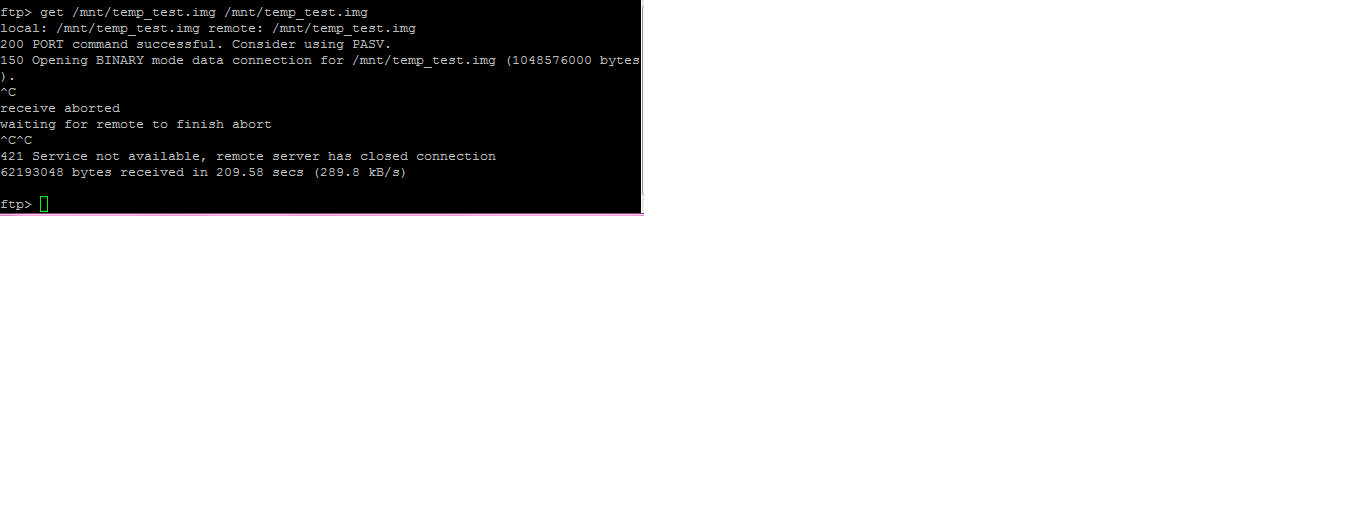 ftp> get /mnt/temp_test.img /mnt/temp_test.img
local: /mnt/temp_test.img remote: /mnt/temp_test.img
200 PORT command successful. Consider using PASV.
150 Opening BINARY mode data connection for /mnt/temp_test.img (1048576000 bytes
).
^C
receive aborted
waiting for remote to finish abort
^C^C
421 Service not available, remote server has closed connection
62193048 bytes received in 209.58 secs (289.8 kB/s)
ftp>